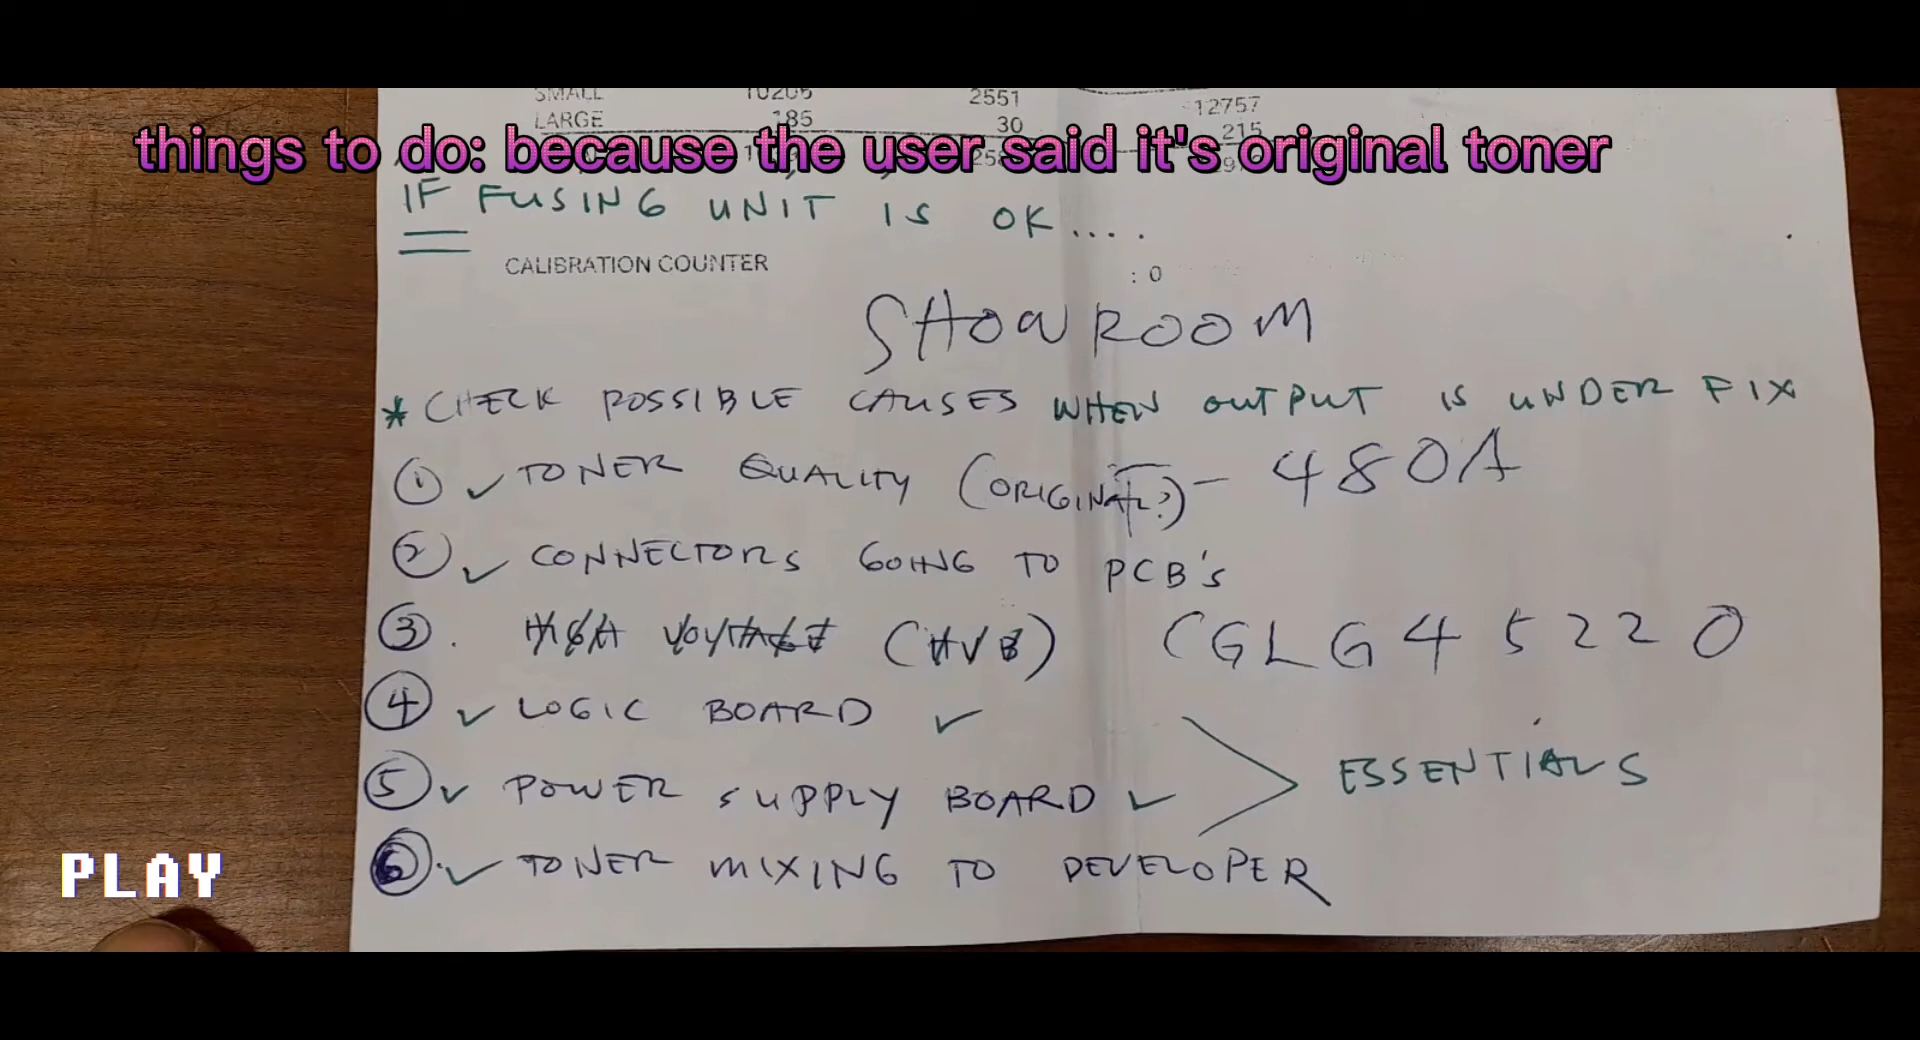 SMALL 10206 2551 12757
LARGE 185 30 215
things to do: because the user said it's original toner
IF FUSING UNIT IS OK....
CALIBRATION COUNTER : 0
SHOWROOM
* CHECK POSSIBLE CAUSES WHEN OUTPUT IS UNDER FIX
① ✓ TONER QUALITY (ORIGINAL?) - 480A
② ✓ CONNECTORS GOING TO PCB's
③ . HIGH VOLTAGE (HVB) CGLG45220
④ ✓ LOGIC BOARD ✓
⑤ ✓ POWER SUPPLY BOARD ✓
ESSENTIALS
⑥ ✓ TONER MIXING TO DEVELOPER
PLAY